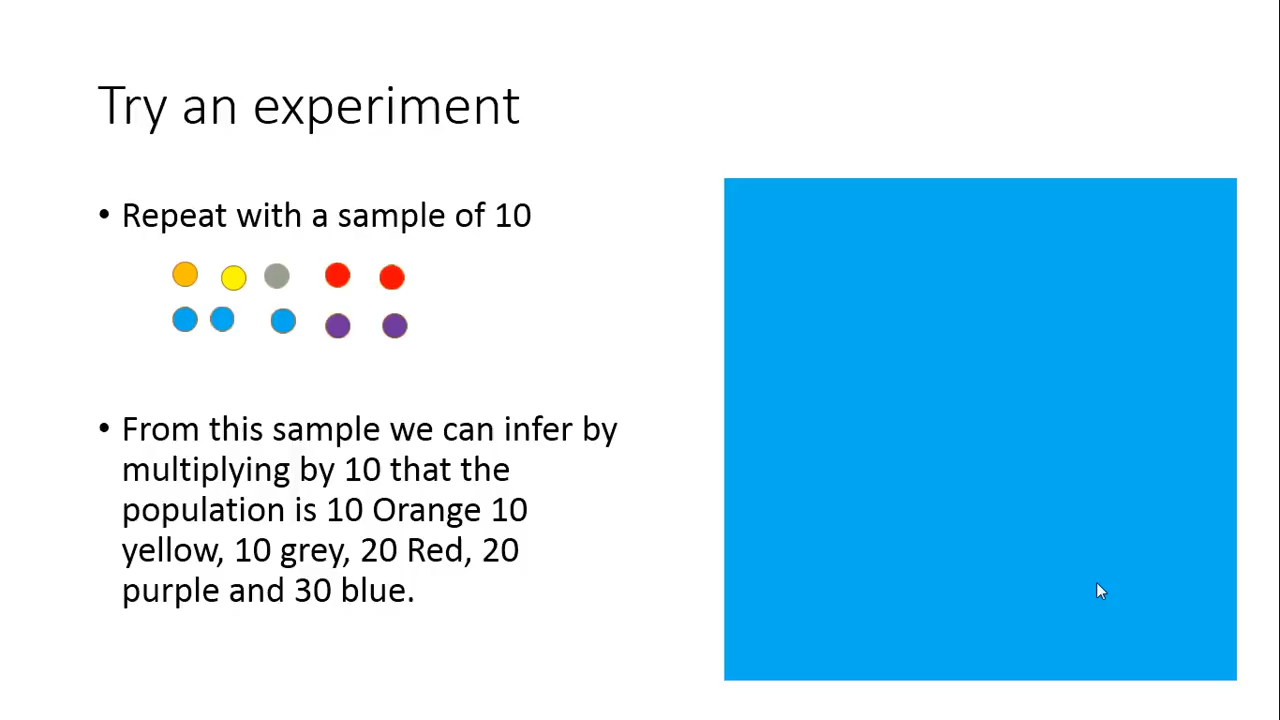 Try an experiment
• Repeat with a sample of 10
• From this sample we can infer by
multiplying by 10 that the
population is 10 Orange 10
yellow, 10 grey, 20 Red, 20
purple and 30 blue.